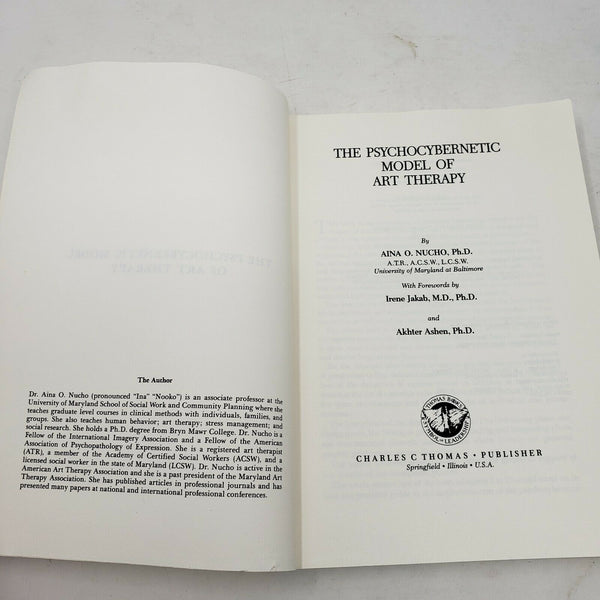 The Author
Dr. Aina O. Nucho (pronounced "Ina" "Nooko") is an associate professor at the
University of Maryland School of Social Work and Community Planning where she
teaches graduate level courses in clinical methods with individuals, families, and
groups. She also teaches human behavior; art therapy; stress management; and
social research. She holds a Ph.D. degree from Bryn Mawr College. Dr. Nucho is a
Fellow of the International Imagery Association and a Fellow of the American
Association of Psychopathology of Expression. She is a registered art therapist
(ATR), a member of the Academy of Certified Social Workers (ACSW), and a
licensed social worker in the state of Maryland (LCSW). Dr. Nucho is active in the
American Art Therapy Association and she is a past president of the Maryland Art
Therapy Association. She has published articles in professional journals and has
presented many papers at national and international professional conferences.
THE PSYCHOCYBERNETIC
MODEL OF
ART THERAPY
By
AINA O. NUCHO, Ph.D.
A.T.R., A.C.S.W., L.C.S.W.
University of Maryland at Baltimore
With Forewords by
Irene Jakab, M.D., Ph.D.
and
Akhter Ashen, Ph.D.
THOMAS BOOKS
SYMBOL OF LEADERSHIP
CHARLES C THOMAS • PUBLISHER
Springfield • Illinois • U.S.A.